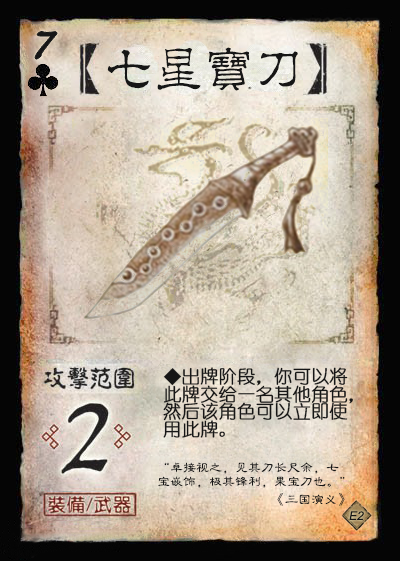 7
【七星寶刀】
攻擊范圍
2
裝備/武器
◆出牌阶段，你可以将
此牌交给一名其他角色，
然后该角色可以立即使
用此牌。
“卓接视之，见其刀长尺余，七
宝嵌饰，极其锋利，果宝刀也。”
《三国演义》
E2